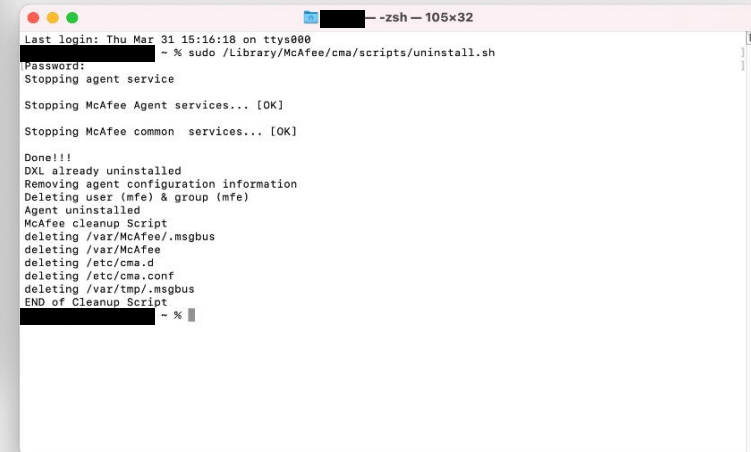 — -zsh — 105×32
Last login: Thu Mar 31 15:16:18 on ttys000
~ % sudo /Library/McAfee/cma/scripts/uninstall.sh
[Password: ]
Stopping agent service
Stopping McAfee Agent services... [OK]
Stopping McAfee common  services... [OK]
Done!!!
DXL already uninstalled
Removing agent configuration information
Deleting user (mfe) & group (mfe)
Agent uninstalled
McAfee cleanup Script
deleting /var/McAfee/.msgbus
deleting /var/McAfee
deleting /etc/cma.d
deleting /etc/cma.conf
deleting /var/tmp/.msgbus
END of Cleanup Script
~ %